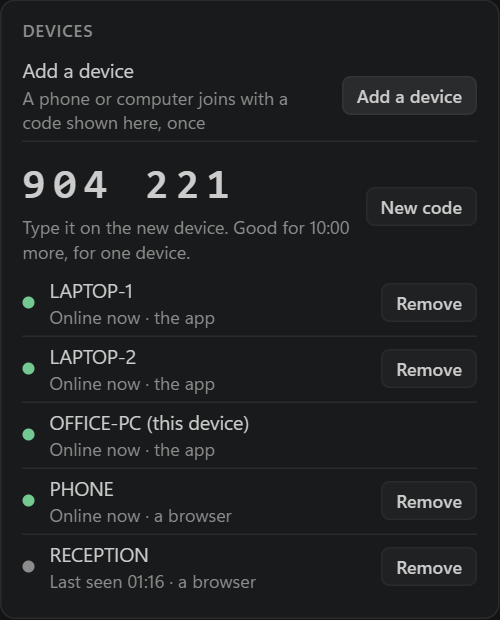 DEVICES
Add a device
A phone or computer joins with a
code shown here, once
Add a device
904 221
Type it on the new device. Good for 10:00
more, for one device.
New code
LAPTOP-1
Online now · the app
Remove
LAPTOP-2
Online now · the app
Remove
OFFICE-PC (this device)
Online now · the app
PHONE
Online now · a browser
Remove
RECEPTION
Last seen 01:16 · a browser
Remove